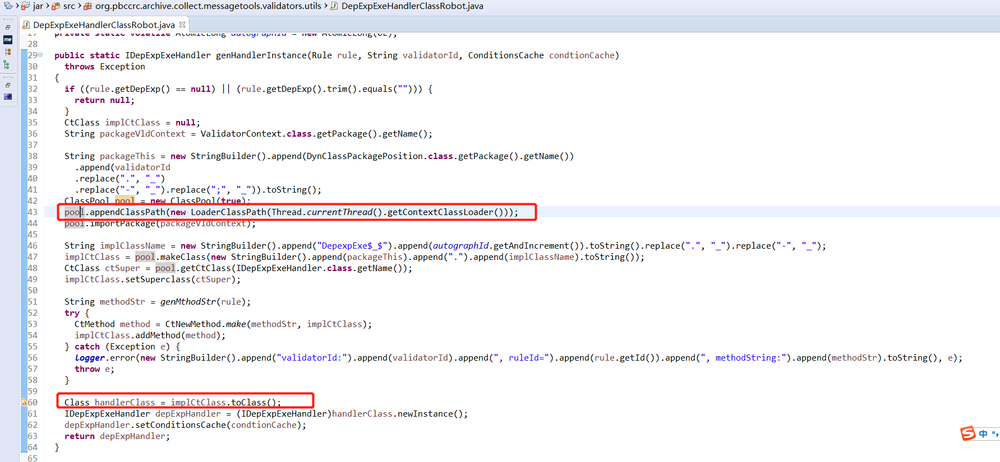 jar src org.pbccrc.archive.collect.messagetools.validators.utils DepExpExeHandlerClassRobot.java
DepExpExeHandlerClassRobot.java
27 private static volatile AtomicLong autographId = new AtomicLong(0L);
28
29 public static IDepExpExeHandler genHandlerInstance(Rule rule, String validatorId, ConditionsCache condtionCache)
30 throws Exception
31 {
32 if ((rule.getDepExp() == null) || (rule.getDepExp().trim().equals(""))) {
33 return null;
34 }
35 CtClass implCtClass = null;
36 String packageVldContext = ValidatorContext.class.getPackage().getName();
37
38 String packageThis = new StringBuilder().append(DynClassPackagePosition.class.getPackage().getName())
39 .append(validatorId
40 .replace(".", "_")
41 .replace("-", "_").replace(";", "_")).toString();
42 ClassPool pool = new ClassPool(true);
43 pool.appendClassPath(new LoaderClassPath(Thread.currentThread().getContextClassLoader()));
44 pool.importPackage(packageVldContext);
45
46 String implClassName = new StringBuilder().append("DepexpExe$_$").append(autographId.getAndIncrement()).toString().replace(".", "_").replace("-", "_");
47 implCtClass = pool.makeClass(new StringBuilder().append(packageThis).append(".").append(implClassName).toString());
48 CtClass ctSuper = pool.getCtClass(IDepExpExeHandler.class.getName());
49 implCtClass.setSuperclass(ctSuper);
50
51 String methodStr = genMthodStr(rule);
52 try {
53 CtMethod method = CtNewMethod.make(methodStr, implCtClass);
54 implCtClass.addMethod(method);
55 } catch (Exception e) {
56 logger.error(new StringBuilder().append("validatorId:").append(validatorId).append(", ruleId=").append(rule.getId()).append(", methodString:").append(methodStr).toString(), e);
57 throw e;
58 }
59
60 Class handlerClass = implCtClass.toClass();
61 IDepExpExeHandler depExpHandler = (IDepExpExeHandler)handlerClass.newInstance();
62 depExpHandler.setConditionsCache(condtionCache);
63 return depExpHandler;
64 }
65
me
S 中 °,